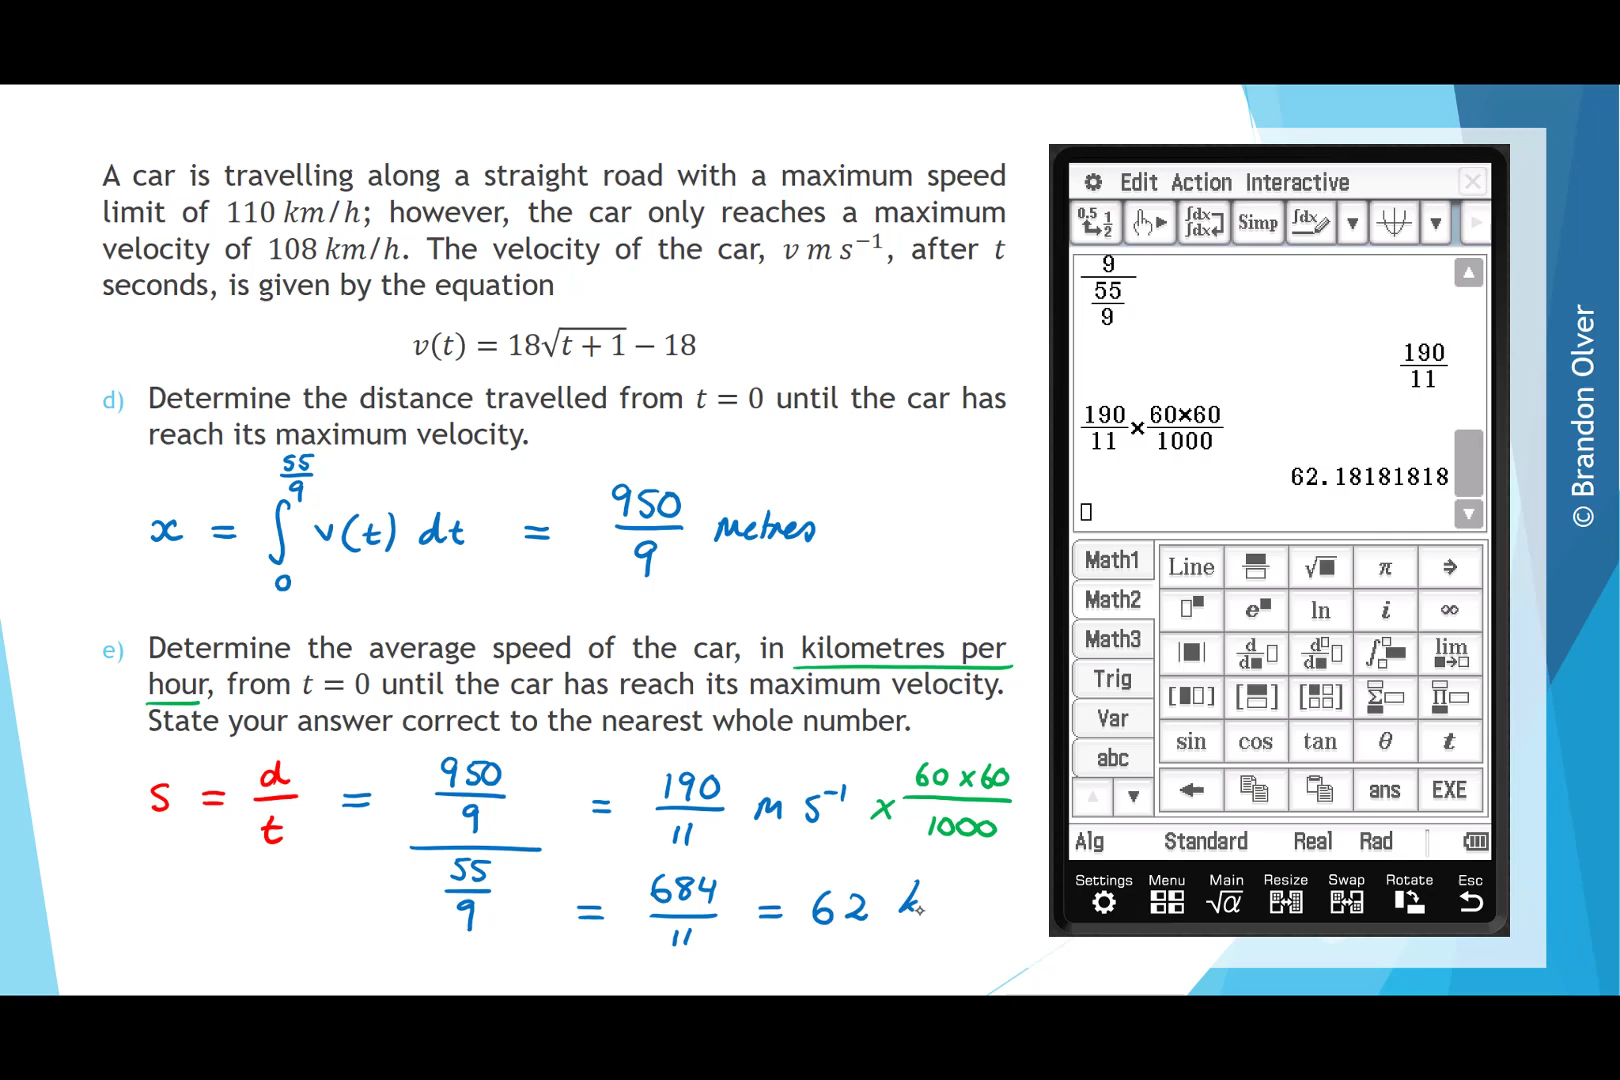 A car is travelling along a straight road with a maximum speed
limit of 110 km/h; however, the car only reaches a maximum
velocity of 108 km/h. The velocity of the car, v m s⁻¹, after t
seconds, is given by the equation
v(t) = 18√(t + 1) − 18
d) Determine the distance travelled from t = 0 until the car has
reach its maximum velocity.
x = ∫₀^(55/9) v(t) dt = 950/9 metres
e) Determine the average speed of the car, in kilometres per
hour, from t = 0 until the car has reach its maximum velocity.
State your answer correct to the nearest whole number.
s = d/t = (950/9)/(55/9) = 190/11 m s⁻¹ × (60 × 60)/1000
= 684/11 = 62 k
Edit Action Interactive
0.5 1/2 ∫dx ∫dx Simp ∫dx
9
55/9
190/11
190/11×(60×60)/1000
62.18181818
Math1 Line √■ π ⇒
Math2 e■ ln i ∞
Math3 |■| d/d■ d/d■ ∫ lim
Trig [■□] Σ Π
Var sin cos tan θ t
abc ← ans EXE
Alg Standard Real Rad
Settings Menu Main Resize Swap Rotate Esc
√α
© Brandon Olver